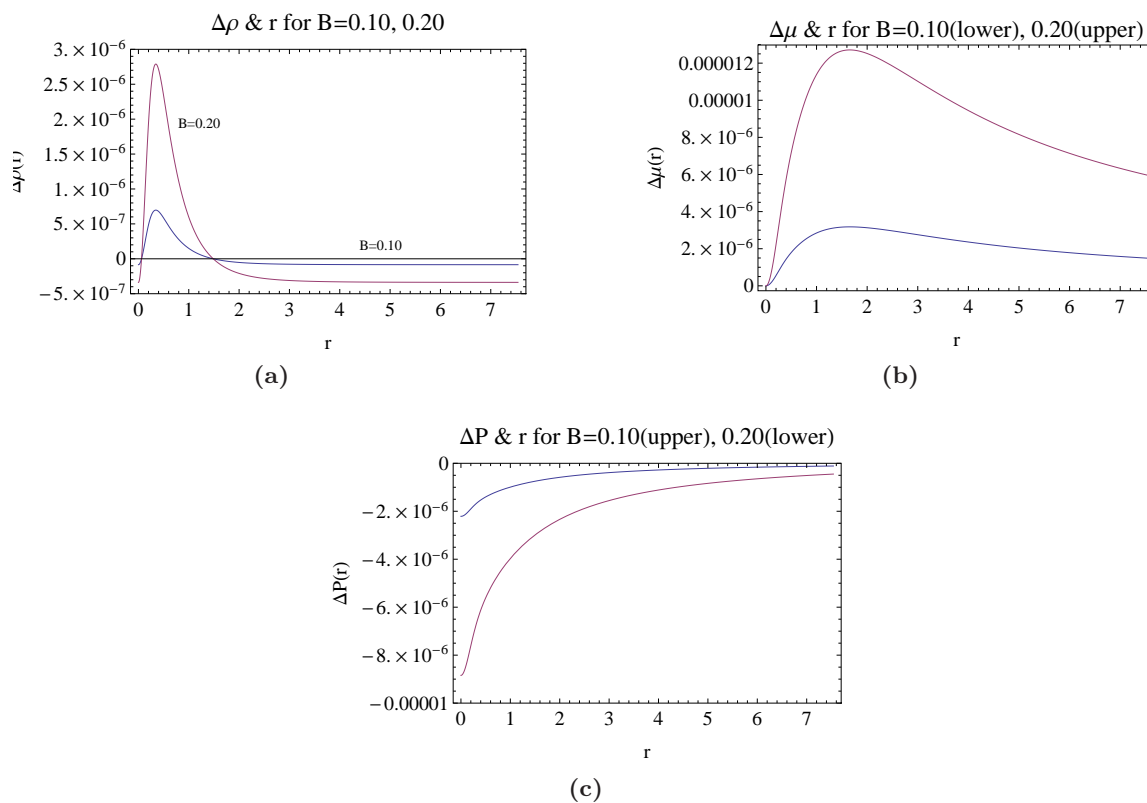 Δρ & r for B=0.10, 0.20
3. × 10⁻⁶
2.5 × 10⁻⁶
2. × 10⁻⁶
1.5 × 10⁻⁶
1. × 10⁻⁶
5. × 10⁻⁷
0
−5. × 10⁻⁷
Δρ(r)
B=0.20
B=0.10
0 1 2 3 4 5 6 7
r
(a)
Δμ & r for B=0.10(lower), 0.20(upper)
0.000012
0.00001
8. × 10⁻⁶
6. × 10⁻⁶
4. × 10⁻⁶
2. × 10⁻⁶
0
Δμ(r)
0 1 2 3 4 5 6 7
r
(b)
ΔP & r for B=0.10(upper), 0.20(lower)
0
−2. × 10⁻⁶
−4. × 10⁻⁶
−6. × 10⁻⁶
−8. × 10⁻⁶
−0.00001
ΔP(r)
0 1 2 3 4 5 6 7
r
(c)